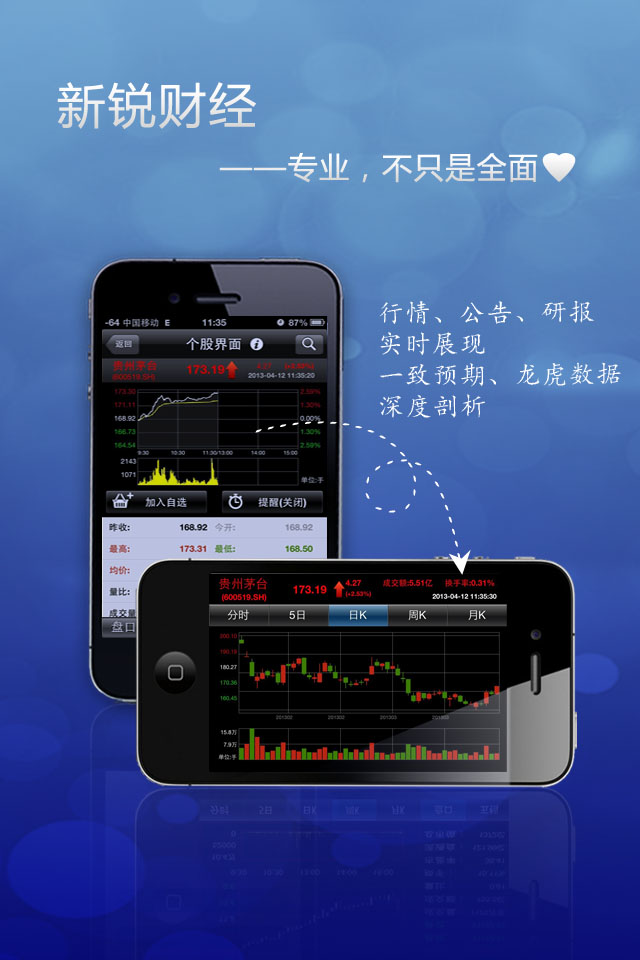 新锐财经
——专业，不只是全面
行情、公告、研报
实时展现
一致预期、龙虎数据
深度剖析
-64 中国移动 E 11:35 87%
返回 个股界面
贵州茅台 173.19 4.27 (+2.53%)
(600519.SH) 2013-04-12 11:35:20
173.30 2.59%
171.11 1.30%
168.92 0.00%
166.73 1.30%
164.54 2.59%
9:30 10:30 11:30/13:00 14:00 15:00
2143
1071
单位:手
加入自选 提醒(关闭)
昨收: 168.92 今开: 168.92
最高: 173.31 最低: 168.50
均价:
量比:
成交量
盘口
贵州茅台 173.19 4.27 成交额:5.51亿 换手率:0.31%
(600519.SH) (+2.53%) 2013-04-12 11:35:30
分时 5日 日K 周K 月K
200.19
190.19
180.27
170.36
160.45
15.8万
7.9万
单位:手